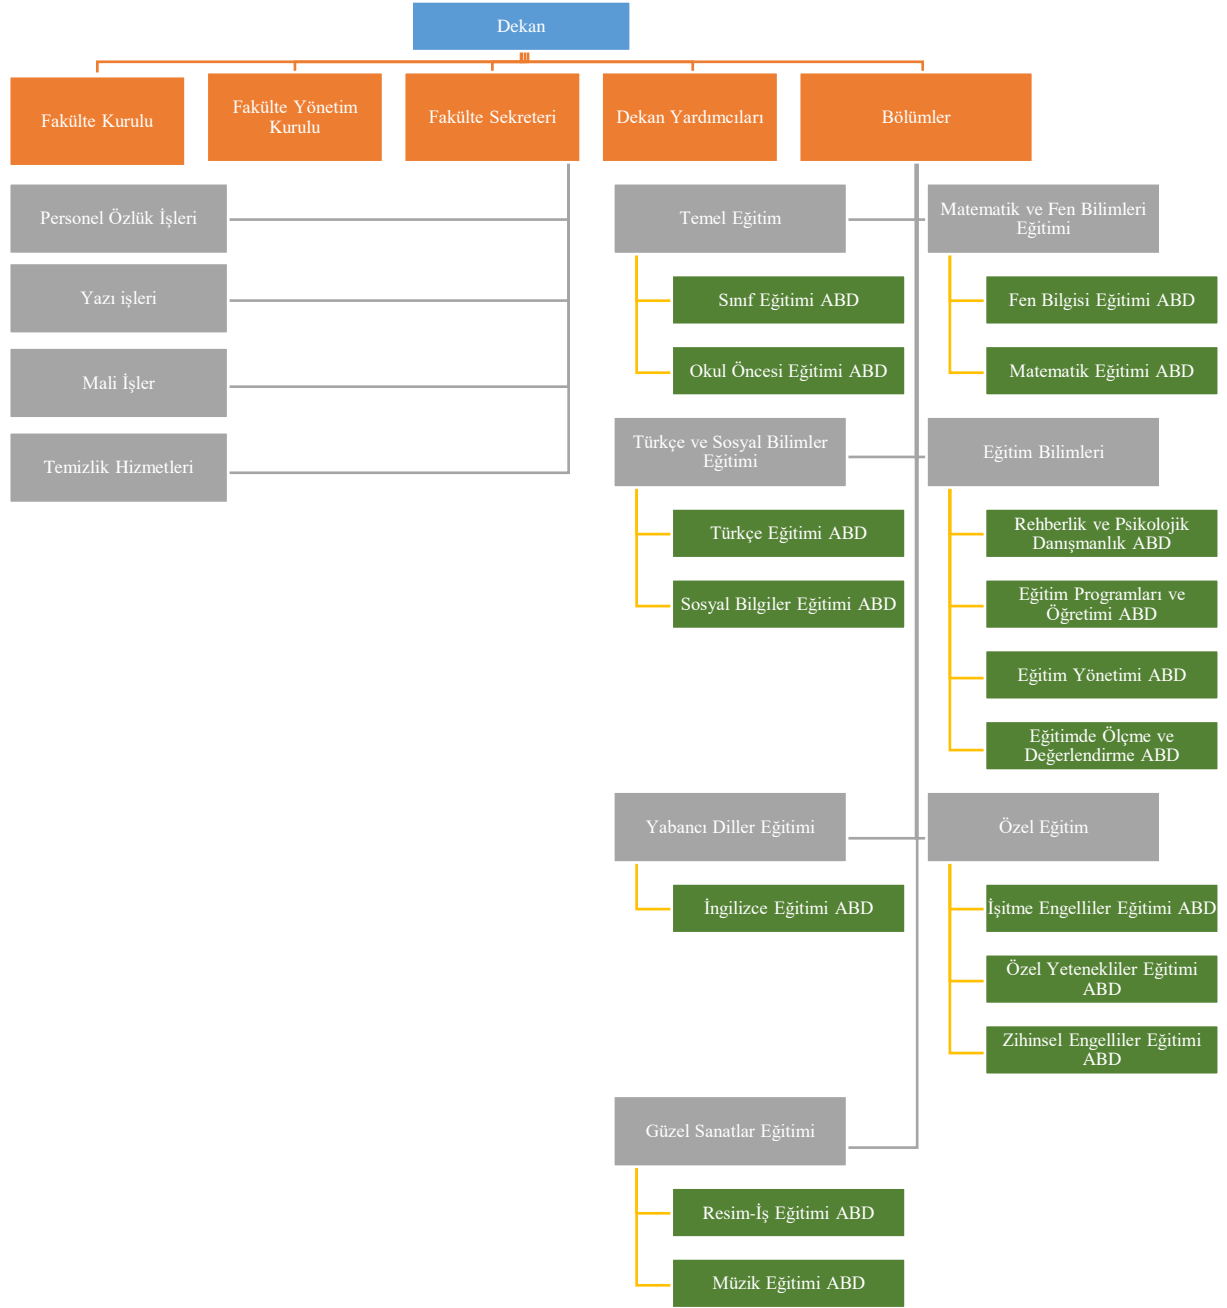 Dekan
Fakülte Kurulu
Fakülte Yönetim
Kurulu
Fakülte Sekreteri
Dekan Yardımcıları
Bölümler
Personel Özlük İşleri
Yazı işleri
Mali İşler
Temizlik Hizmetleri
Temel Eğitim
Sınıf Eğitimi ABD
Okul Öncesi Eğitimi ABD
Matematik ve Fen Bilimleri
Eğitimi
Fen Bilgisi Eğitimi ABD
Matematik Eğitimi ABD
Türkçe ve Sosyal Bilimler
Eğitimi
Türkçe Eğitimi ABD
Sosyal Bilgiler Eğitimi ABD
Eğitim Bilimleri
Rehberlik ve Psikolojik
Danışmanlık ABD
Eğitim Programları ve
Öğretimi ABD
Eğitim Yönetimi ABD
Eğitimde Ölçme ve
Değerlendirme ABD
Yabancı Diller Eğitimi
İngilizce Eğitimi ABD
Özel Eğitim
İşitme Engelliler Eğitimi ABD
Özel Yetenekliler Eğitimi
ABD
Zihinsel Engelliler Eğitimi
ABD
Güzel Sanatlar Eğitimi
Resim-İş Eğitimi ABD
Müzik Eğitimi ABD